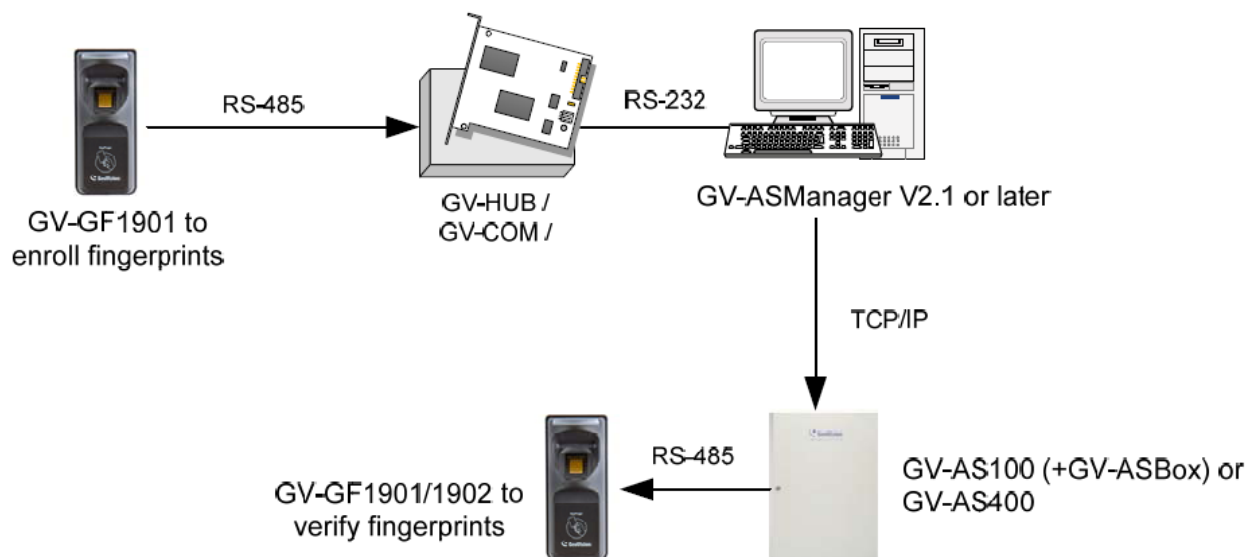 RS-485
RS-232
GV-GF1901 to
enroll fingerprints
GV-HUB /
GV-COM /
GV-ASManager V2.1 or later
TCP/IP
GeoVision
RS-485
GV-GF1901/1902 to
verify fingerprints
GV-AS100 (+GV-ASBox) or
GV-AS400